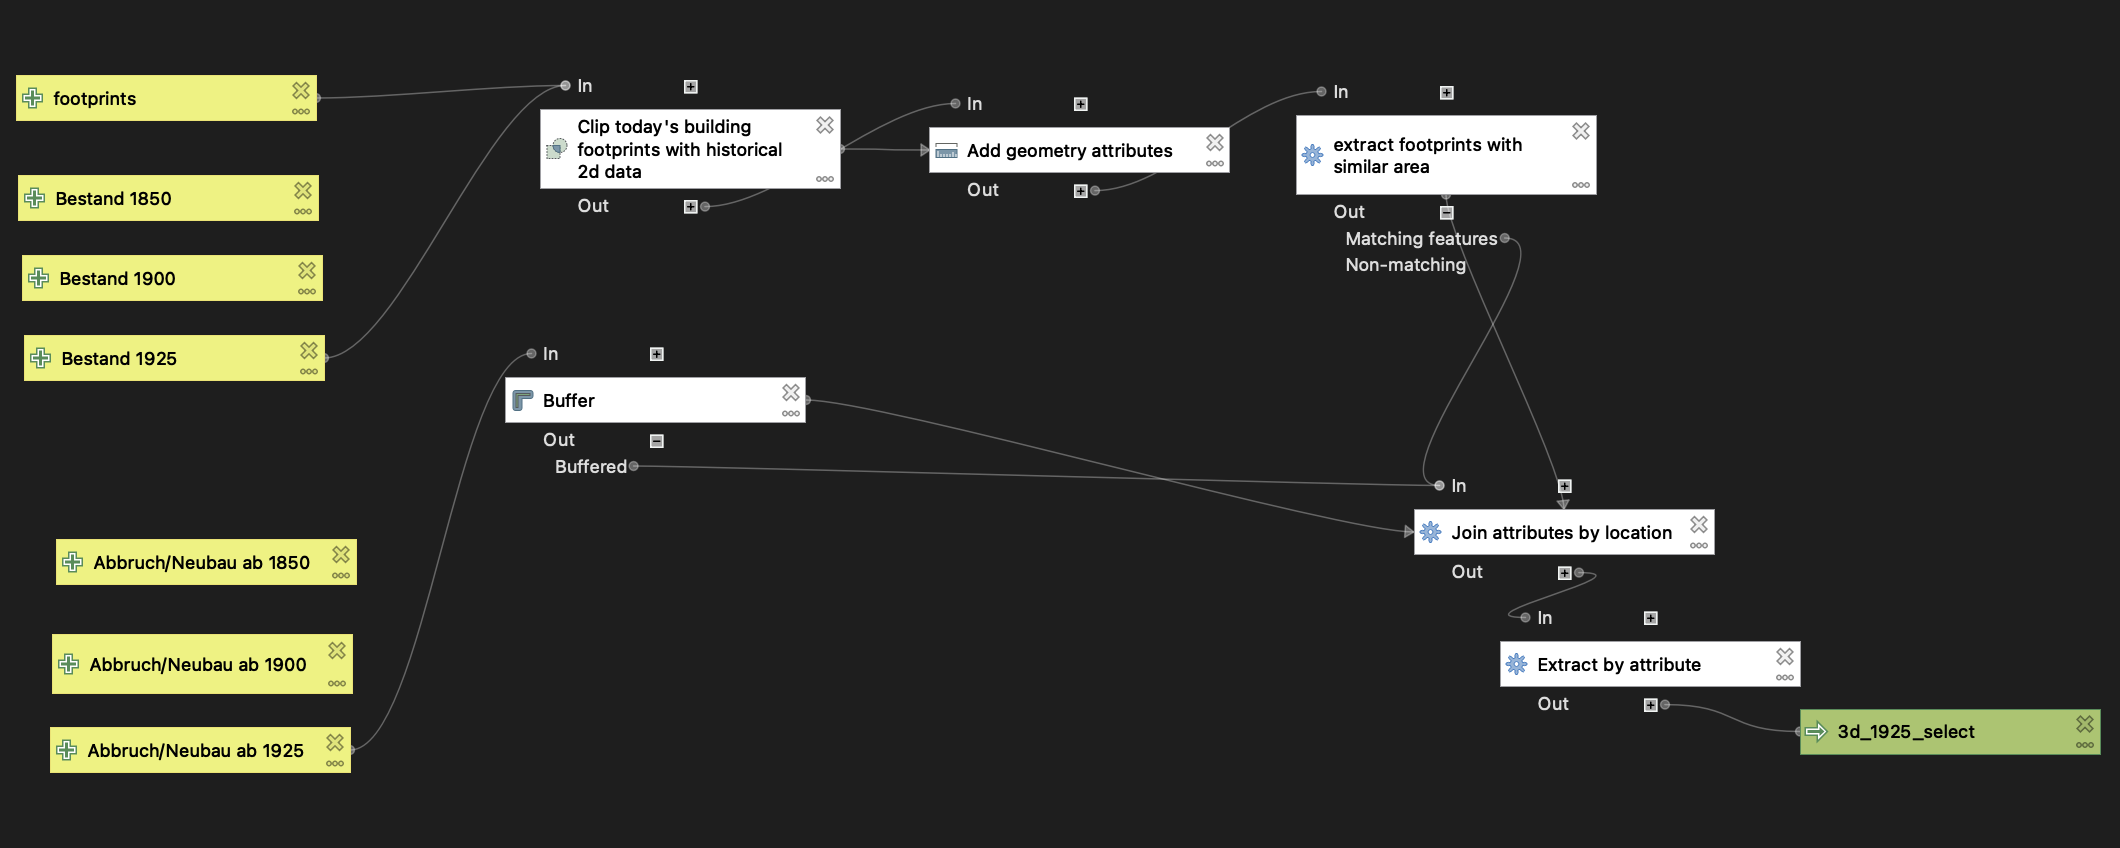 footprints
Bestand 1850
Bestand 1900
Bestand 1925
In
Clip today's building
footprints with historical
2d data
Out
In
Add geometry attributes
Out
In
extract footprints with
similar area
Out
Matching features
Non-matching
In
Buffer
Out
Buffered
Abbruch/Neubau ab 1850
Abbruch/Neubau ab 1900
Abbruch/Neubau ab 1925
In
Join attributes by location
Out
In
Extract by attribute
Out
3d_1925_select